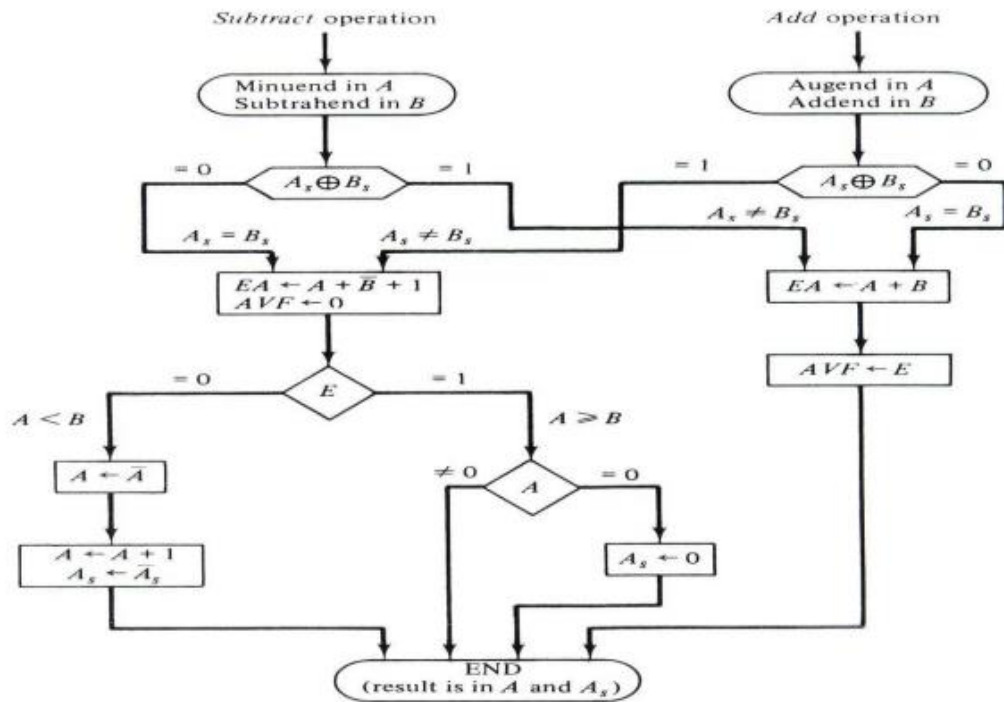 Subtract operation
Add operation
Minuend in A
Subtrahend in B
Augend in A
Addend in B
= 0
A_s ⊕ B_s
= 1
= 1
A_s ⊕ B_s
= 0
A_s = B_s
A_s ≠ B_s
A_s ≠ B_s
A_s = B_s
EA ← A + B̅ + 1
AVF ← 0
EA ← A + B
AVF ← E
= 0
E
= 1
A < B
A ≥ B
A ← A̅
≠ 0
A
= 0
A ← A + 1
A_s ← A̅_s
A_s ← 0
END
(result is in A and A_s)